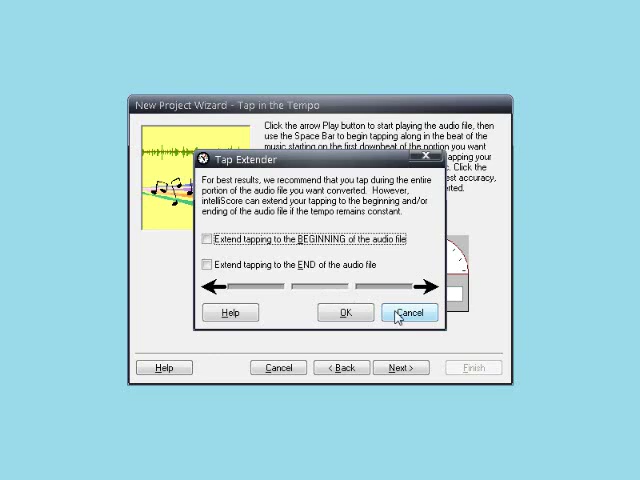 New Project Wizard - Tap in the Tempo
Click the arrow Play button to start playing the audio file, then
use the Space Bar to begin tapping along in the beat of the
music starting on the first downbeat of the portion you want
tapping your
Click the
est accuracy,
Tap Extender
For best results, we recommend that you tap during the entire
portion of the audio file you want converted. However,
intelliScore can extend your tapping to the beginning and/or
ending of the audio file if the tempo remains constant.
Extend tapping to the BEGINNING of the audio file
Extend tapping to the END of the audio file
Help OK Cancel
Help Cancel < Back Next > Finish